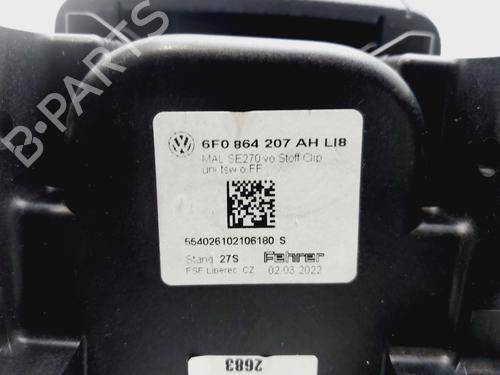 6F0 864 207 AH LI8
MAL SE270 vo Stoff Clip
uni tsw o.FF
554026102106180 S
Stand 27S Fehrer
FSF Liberec, CZ 02.03.2022
2683
B-PARTS